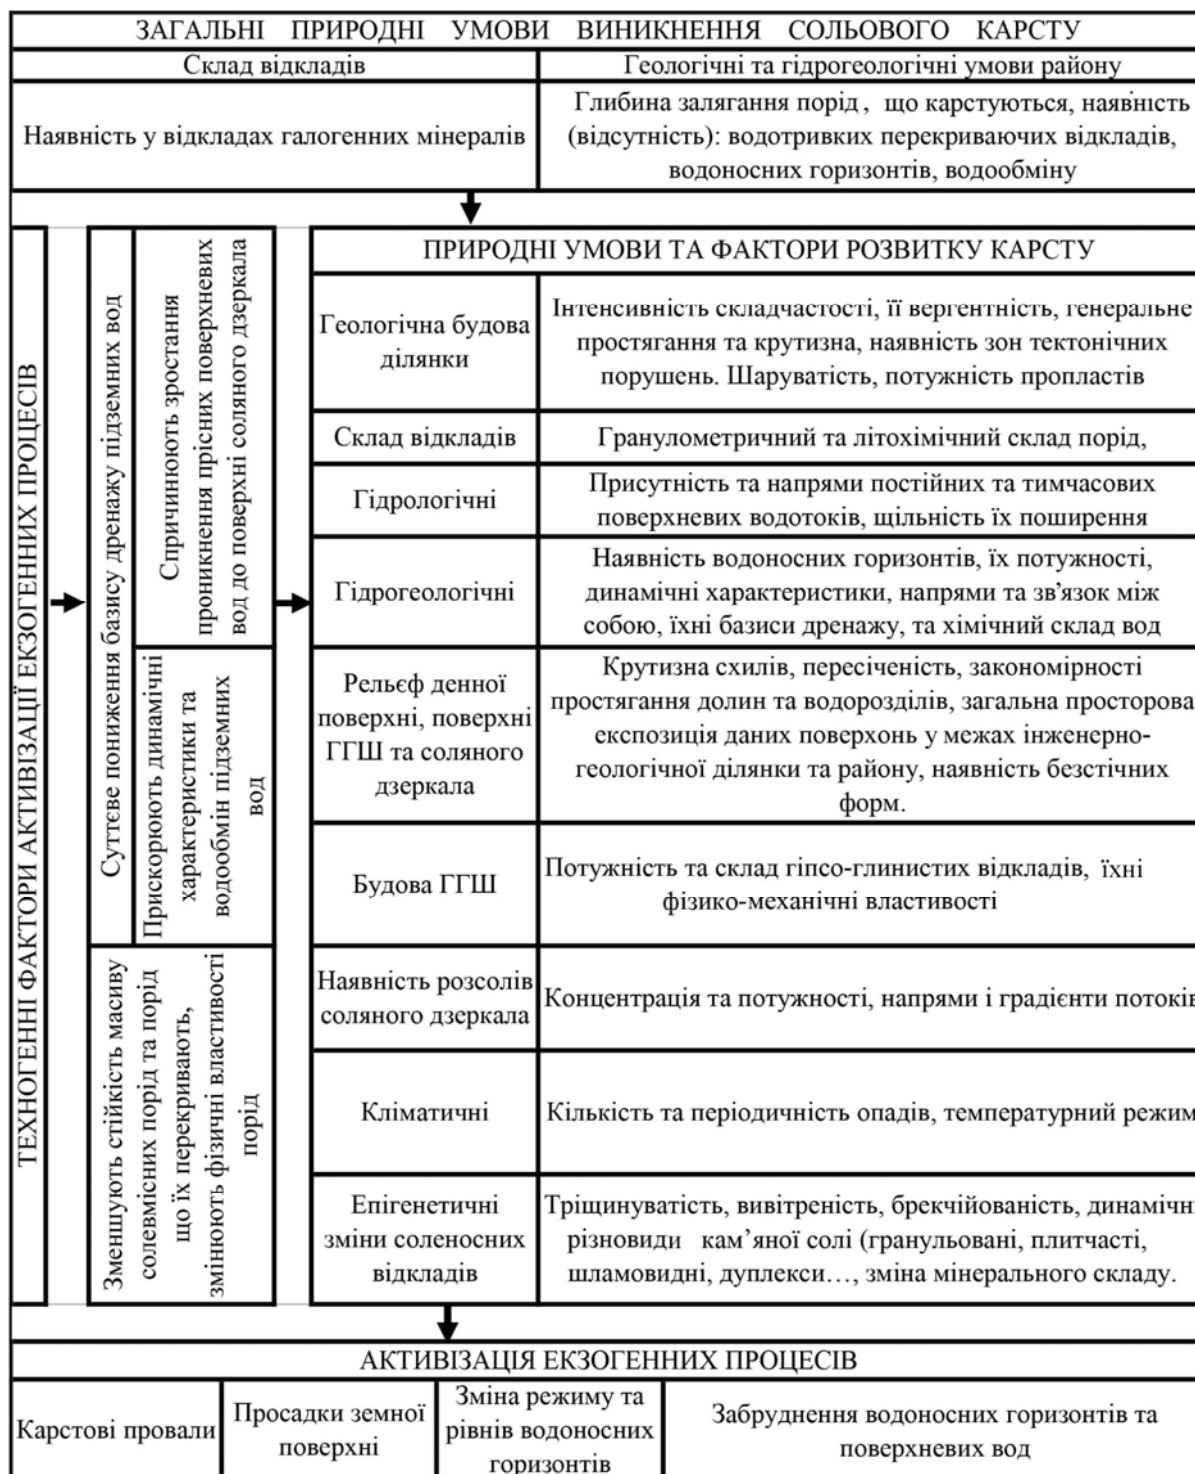 ЗАГАЛЬНІ ПРИРОДНІ УМОВИ ВИНИКНЕННЯ СОЛЬОВОГО КАРСТУ
Склад відкладів
Геологічні та гідрогеологічні умови району
Наявність у відкладах галогенних мінералів
Глибина залягання порід, що карстуються, наявність
(відсутність): водотривких перекриваючих відкладів,
водоносних горизонтів, водообміну
ТЕХНОГЕННІ ФАКТОРИ АКТИВІЗАЦІЇ ЕКЗОГЕННИХ ПРОЦЕСІВ
Суттєве пониження базису дренажу підземних вод
Спричинюють зростання
проникнення прісних поверхневих
вод до поверхні соляного дзеркала
Прискорюють динамічні
характеристики та
водообмін підземних
вод
Зменшують стійкість масиву
солевмісних порід та порід
що їх перекривають,
змінюють фізичні властивості
порід
ПРИРОДНІ УМОВИ ТА ФАКТОРИ РОЗВИТКУ КАРСТУ
Геологічна будова
ділянки
Інтенсивність складчастості, її вергентність, генеральне
простягання та крутизна, наявність зон тектонічних
порушень. Шаруватість, потужність пропластів
Склад відкладів
Гранулометричний та літохімічний склад порід,
Гідрологічні
Присутність та напрями постійних та тимчасових
поверхневих водотоків, щільність їх поширення
Гідрогеологічні
Наявність водоносних горизонтів, їх потужності,
динамічні характеристики, напрями та зв'язок між
собою, їхні базиси дренажу, та хімічний склад вод
Рельєф денної
поверхні, поверхні
ГГШ та соляного
дзеркала
Крутизна схилів, пересіченість, закономірності
простягання долин та водорозділів, загальна просторова
експозиція даних поверхонь у межах інженерно-
геологічної ділянки та району, наявність безстічних
форм.
Будова ГГШ
Потужність та склад гіпсо-глинистих відкладів, їхні
фізико-механічні властивості
Наявність розсолів
соляного дзеркала
Концентрація та потужності, напрями і градієнти потоків
Кліматичні
Кількість та періодичність опадів, температурний режим
Епігенетичні
зміни соленосних
відкладів
Тріщинуватість, вивітреність, брекчійованість, динамічні
різновиди кам’яної солі (гранульовані, плитчасті,
шламовидні, дуплекси…, зміна мінерального складу.
АКТИВІЗАЦІЯ ЕКЗОГЕННИХ ПРОЦЕСІВ
Карстові провали
Просадки земної
поверхні
Зміна режиму та
рівнів водоносних
горизонтів
Забруднення водоносних горизонтів та
поверхневих вод